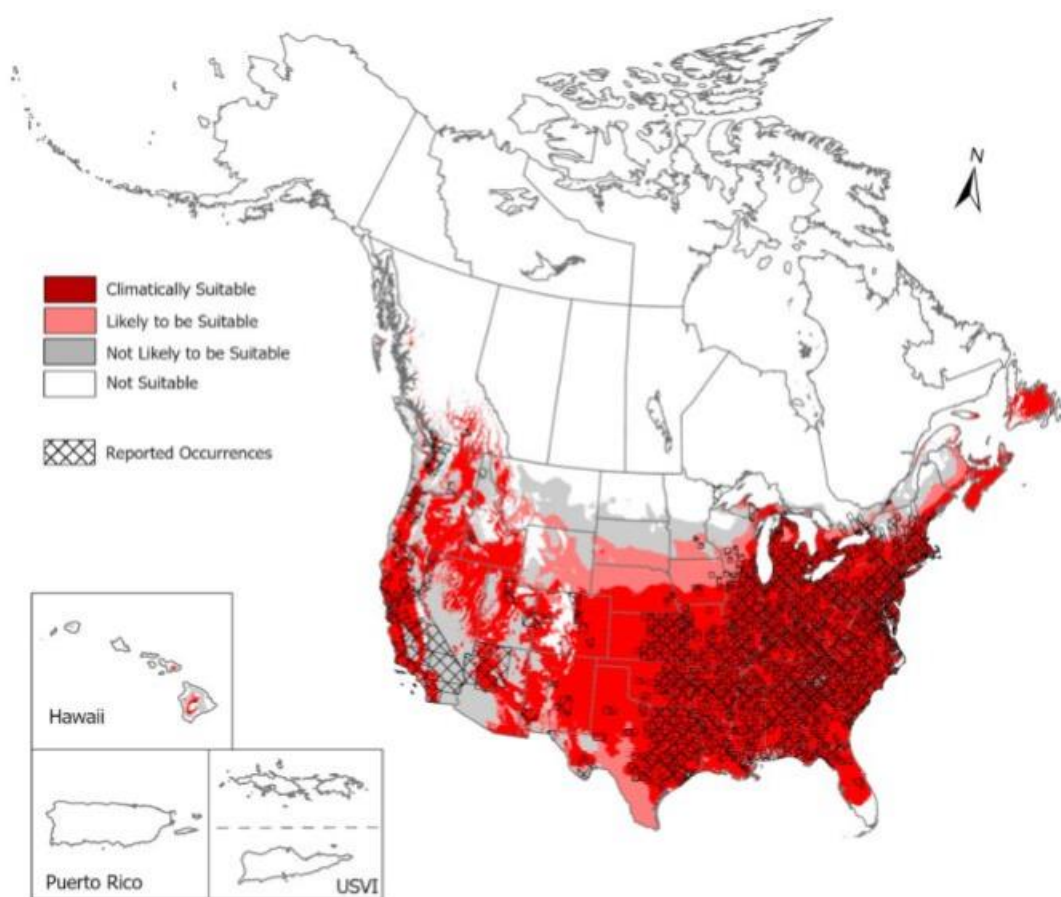 N
Climatically Suitable
Likely to be Suitable
Not Likely to be Suitable
Not Suitable
Reported Occurrences
Hawaii
Puerto Rico
USVI